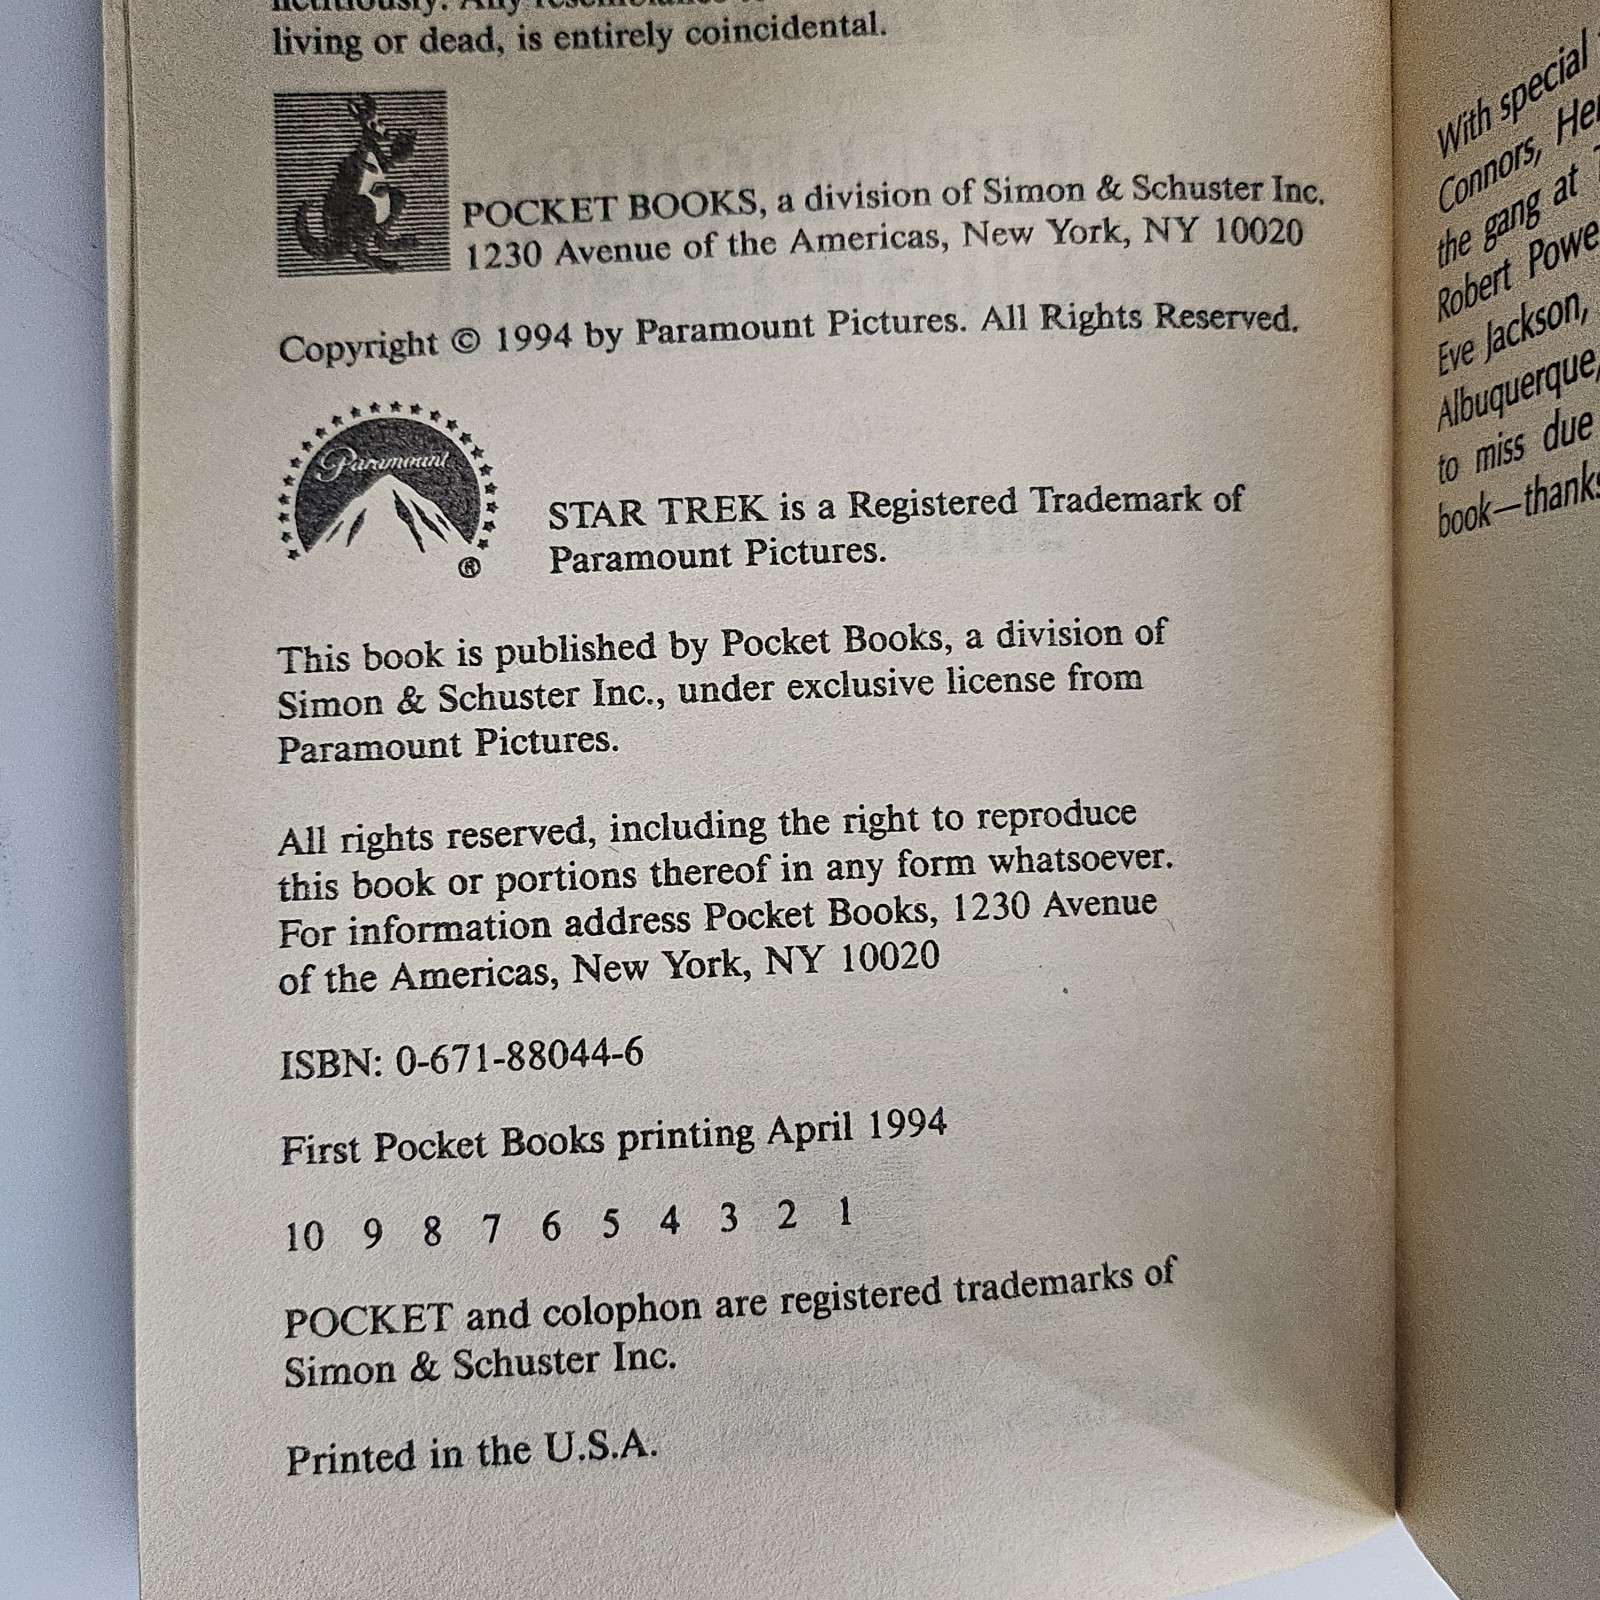 living or dead, is entirely coincidental.
POCKET BOOKS, a division of Simon & Schuster Inc.
1230 Avenue of the Americas, New York, NY 10020
Copyright © 1994 by Paramount Pictures. All Rights Reserved.
Paramount
®
STAR TREK is a Registered Trademark of
Paramount Pictures.
This book is published by Pocket Books, a division of
Simon & Schuster Inc., under exclusive license from
Paramount Pictures.
All rights reserved, including the right to reproduce
this book or portions thereof in any form whatsoever.
For information address Pocket Books, 1230 Avenue
of the Americas, New York, NY 10020
ISBN: 0-671-88044-6
First Pocket Books printing April 1994
10 9 8 7 6 5 4 3 2 1
POCKET and colophon are registered trademarks of
Simon & Schuster Inc.
Printed in the U.S.A.
With special
Connors,
the gang at
Robert
Eve Jackson,
Albuquerque,
to miss due
book—thanks